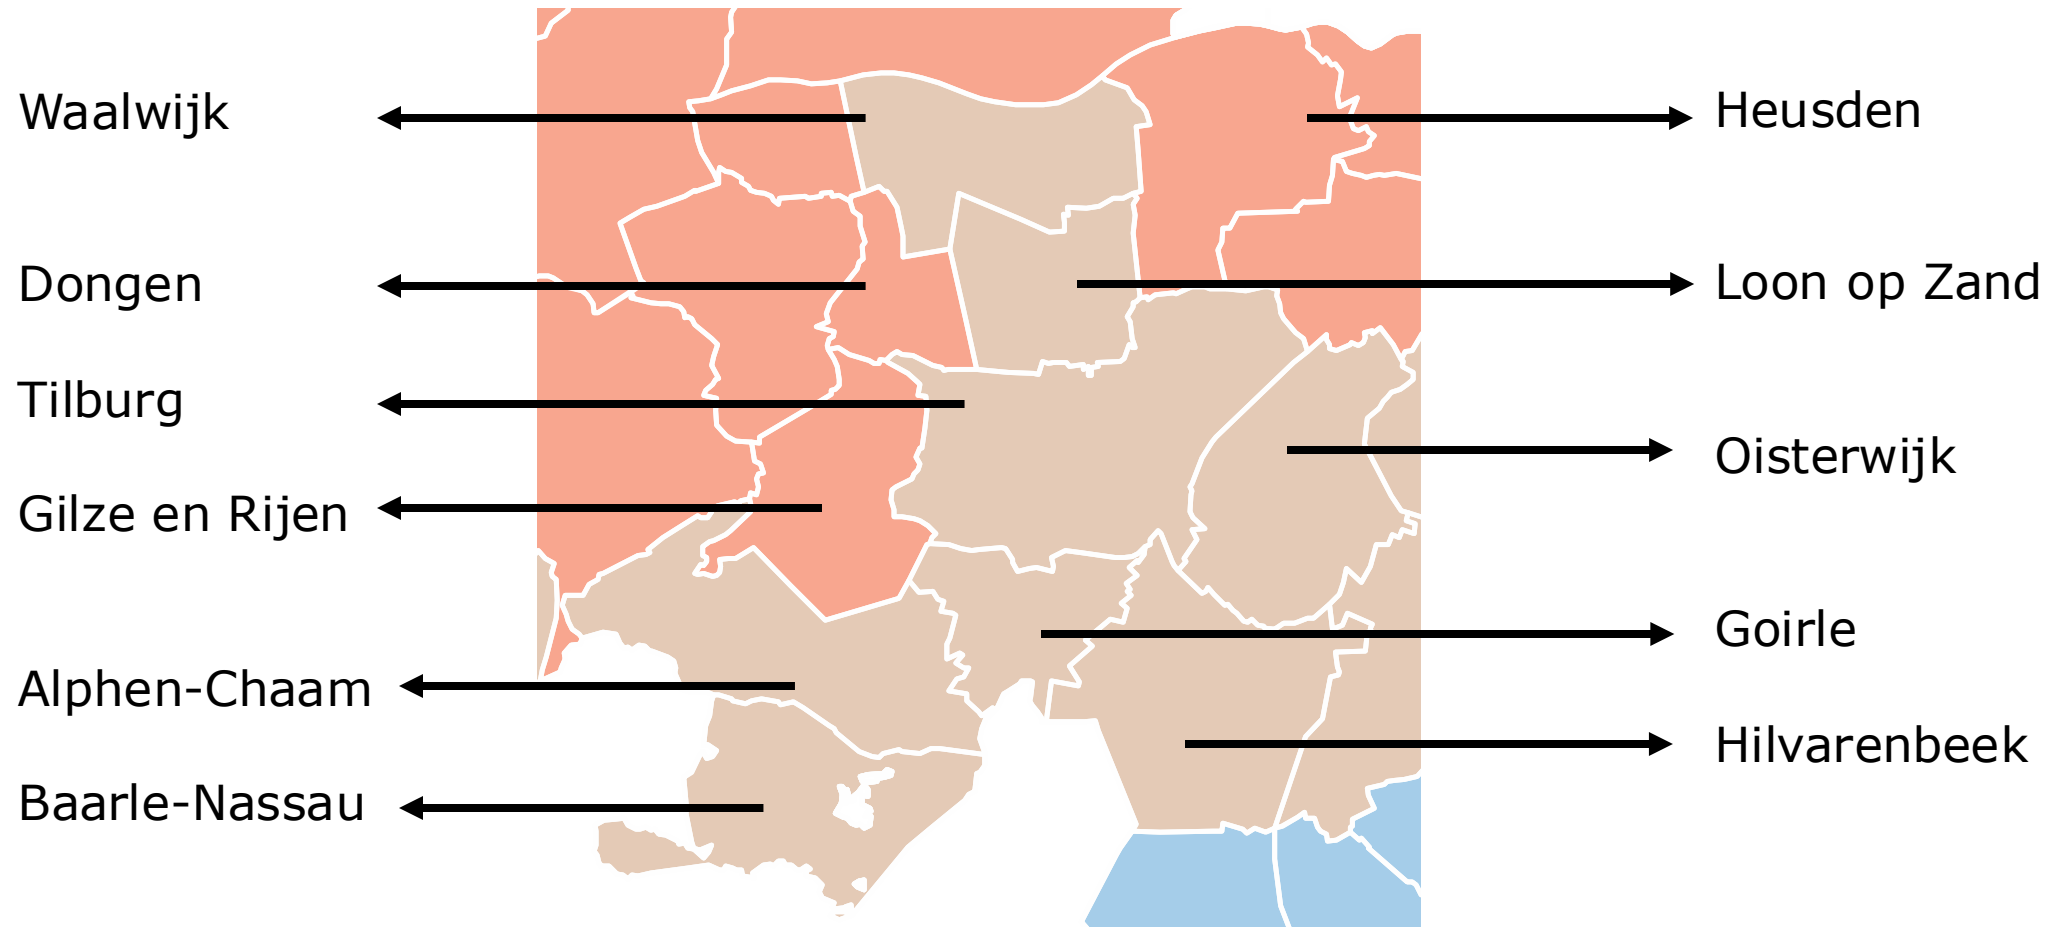 Waalwijk
Dongen
Tilburg
Gilze en Rijen
Alphen-Chaam
Baarle-Nassau
Heusden
Loon op Zand
Oisterwijk
Goirle
Hilvarenbeek